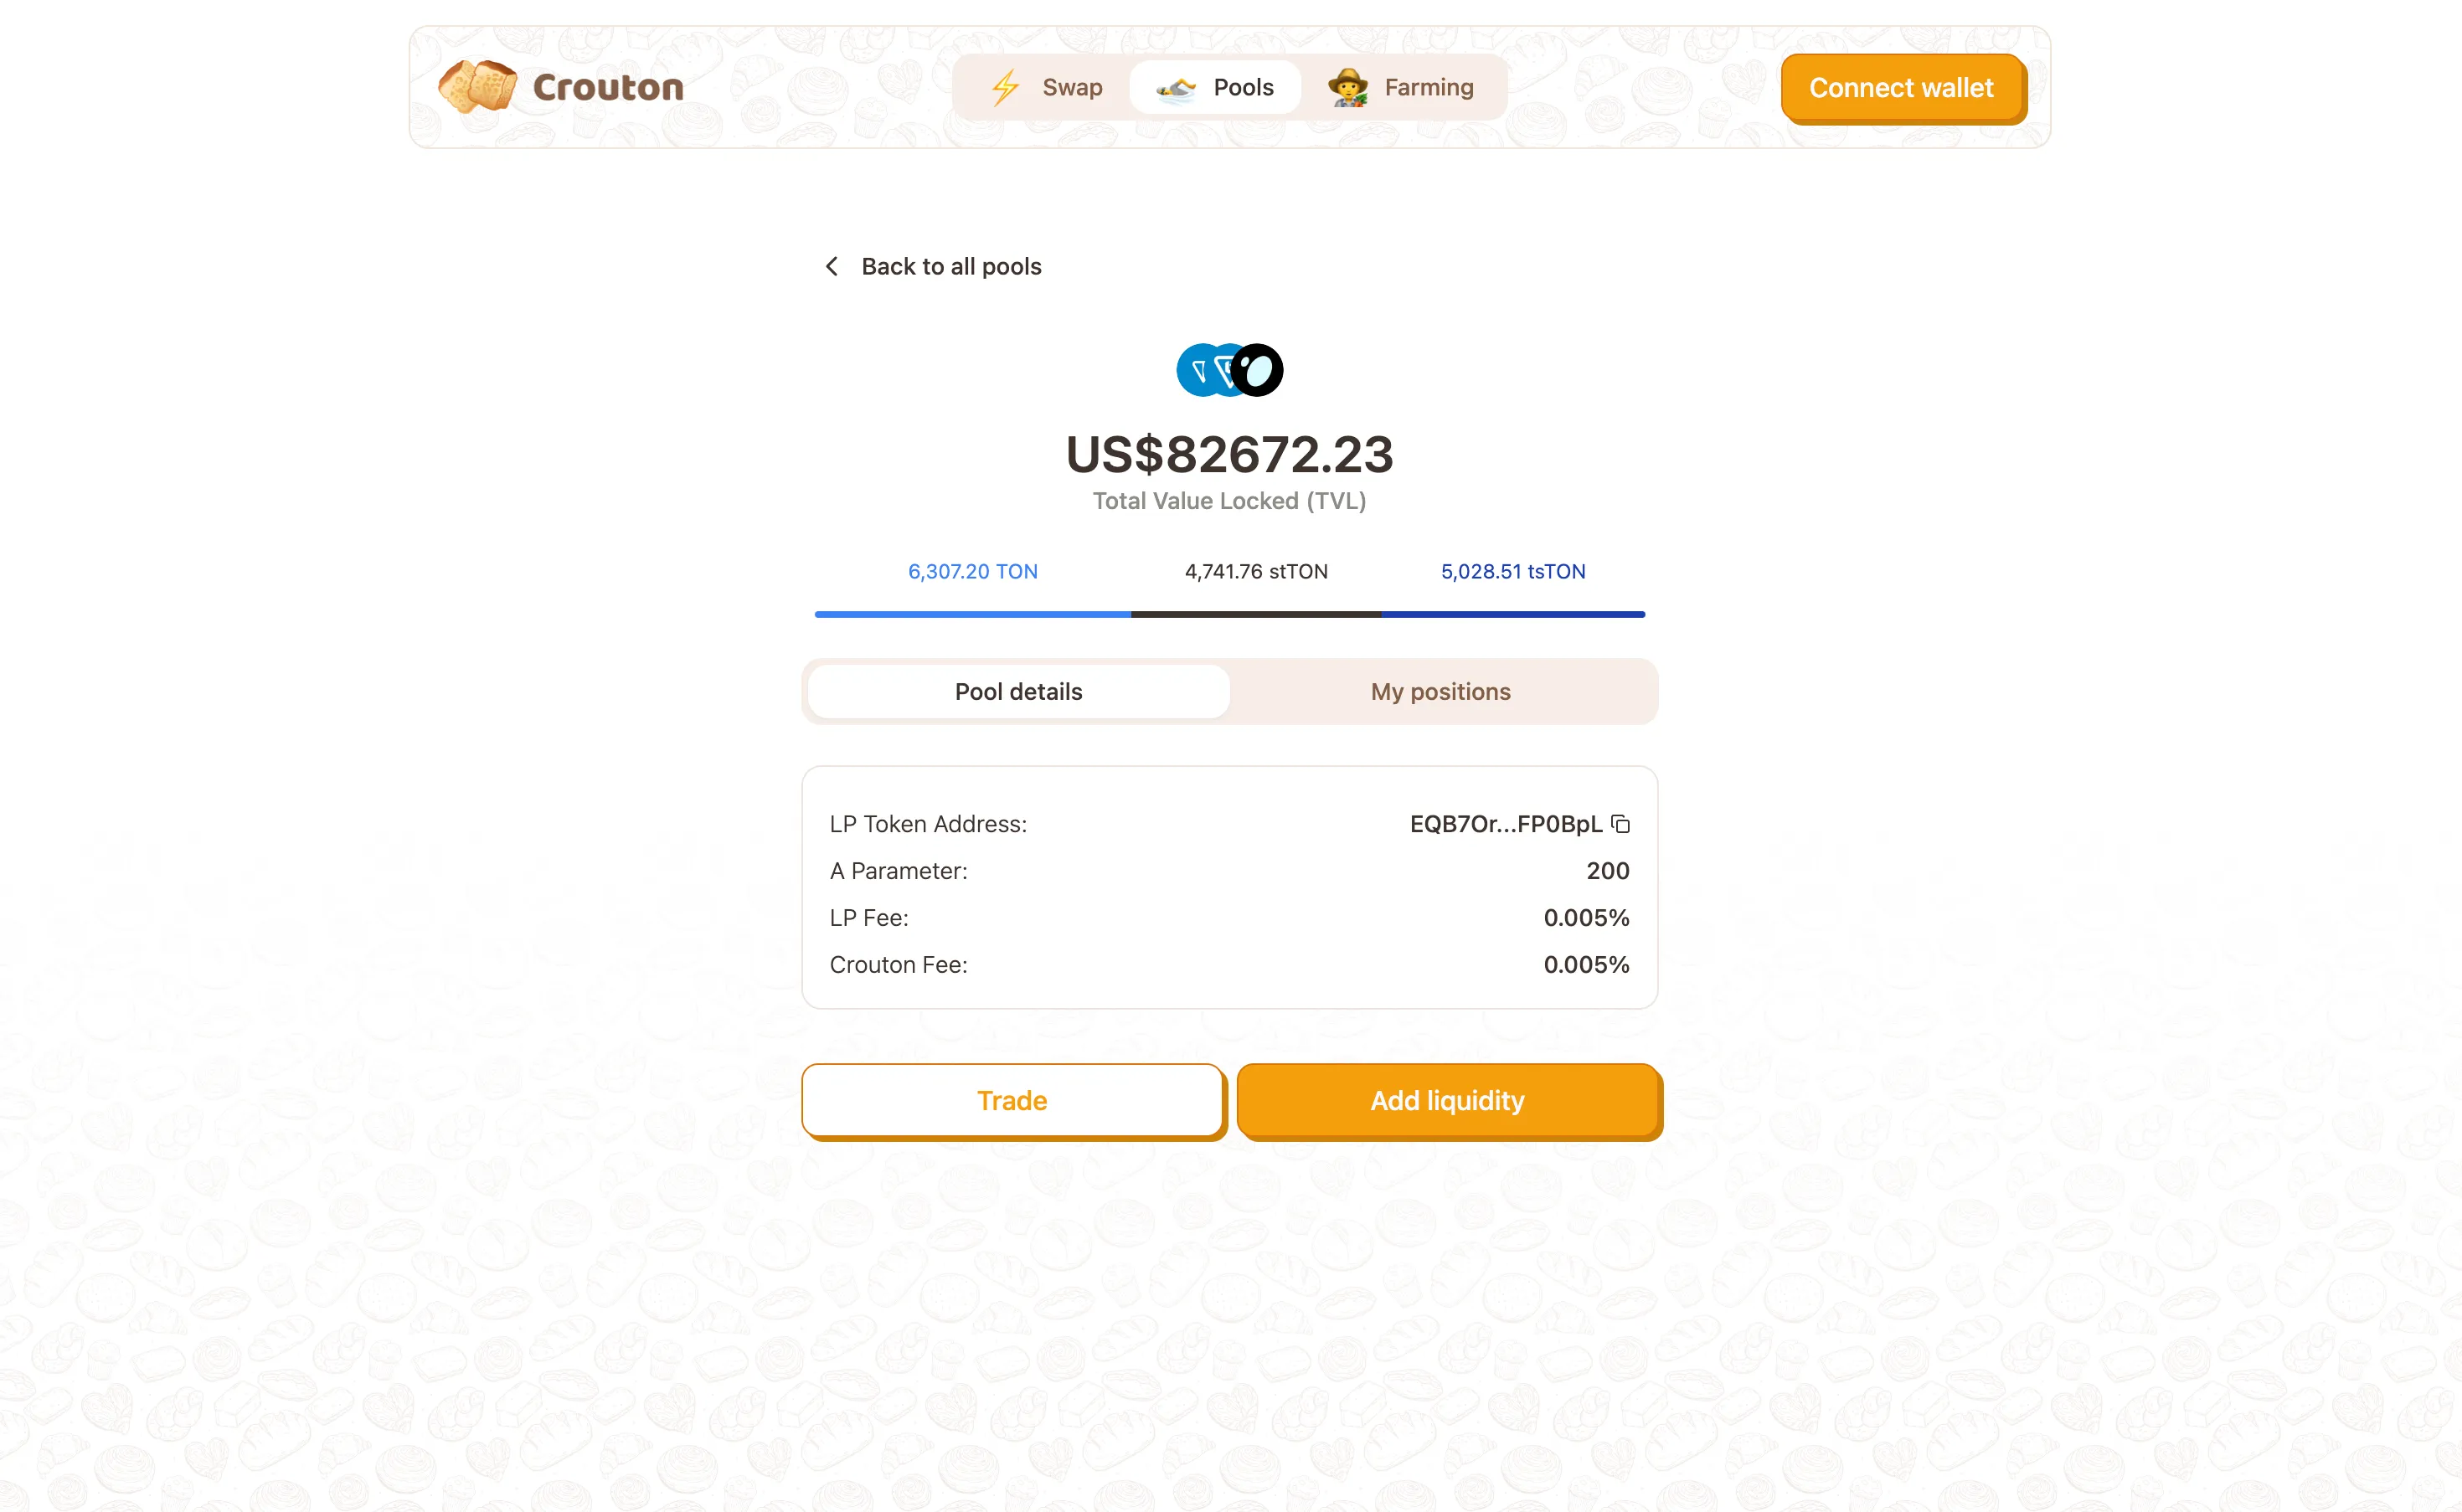 Crouton
Swap
Pools
Farming
Connect wallet
Back to all pools
US$82672.23
Total Value Locked (TVL)
6,307.20 TON
4,741.76 stTON
5,028.51 tsTON
Pool details
My positions
LP Token Address:
EQB7Or...FP0BpL
A Parameter:
200
LP Fee:
0.005%
Crouton Fee:
0.005%
Trade
Add liquidity